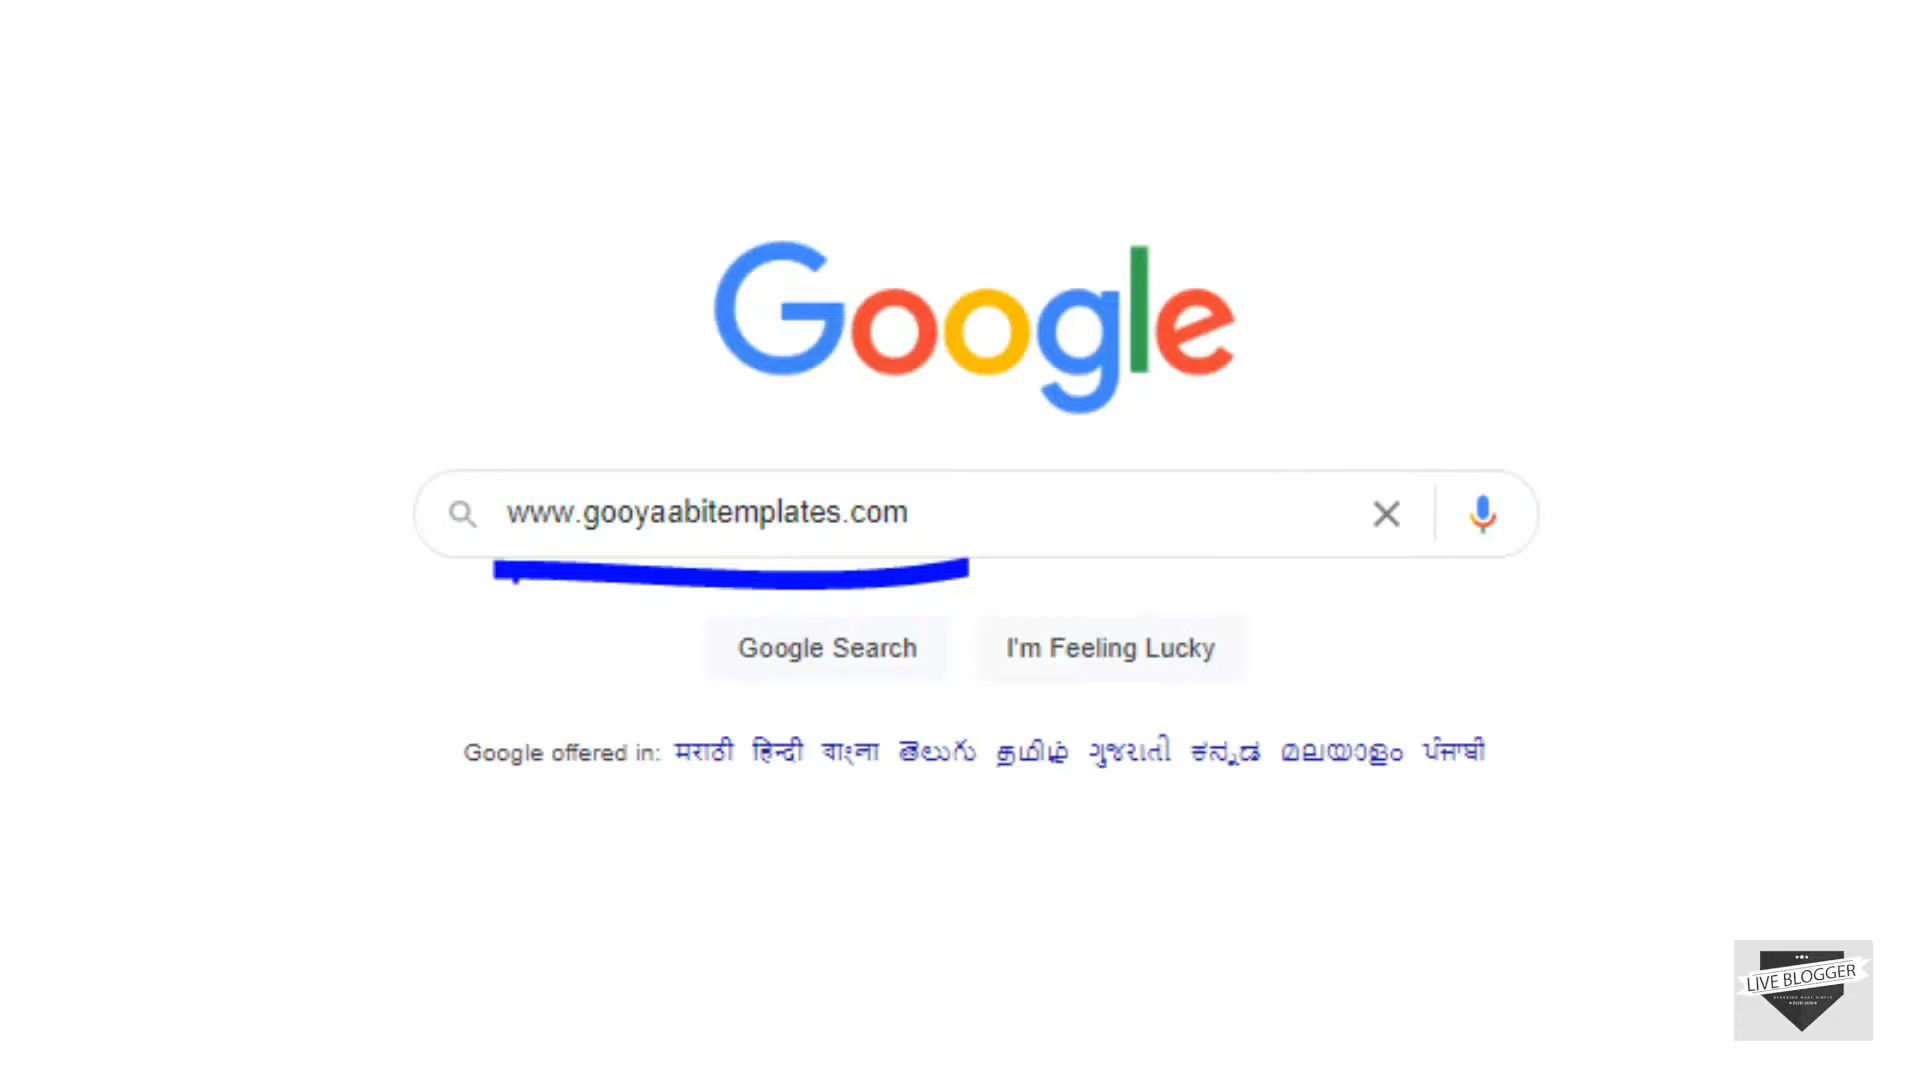 Google
www.gooyaabitemplates.com
Google Search
I'm Feeling Lucky
Google offered in: मराठी हिन्दी বাংলা తెలుగు தமிழ் ગુજરાતી ಕನ್ನಡ മലയാളം ਪੰਜਾਬੀ
LIVE BLOGGER